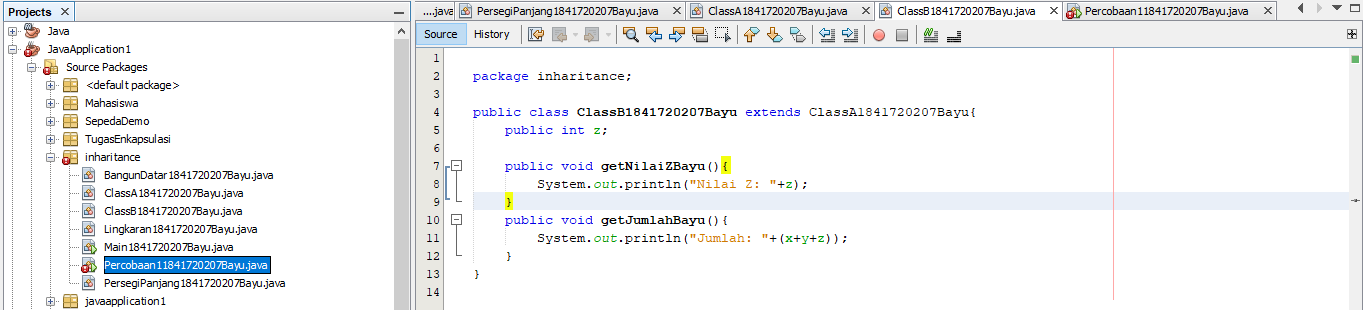 Projects
Java
JavaApplication1
Source Packages
<default package>
Mahasiswa
SepedaDemo
TugasEnkapsulasi
inharitance
BangunDatar1841720207Bayu.java
ClassA1841720207Bayu.java
ClassB1841720207Bayu.java
Lingkaran1841720207Bayu.java
Main1841720207Bayu.java
Percobaan11841720207Bayu.java
PersegiPanjang1841720207Bayu.java
javaapplication1
....java PersegiPanjang1841720207Bayu.java ClassA1841720207Bayu.java ClassB1841720207Bayu.java Percobaan11841720207Bayu.java
Source History
1
2 package inharitance;
3
4 public class ClassB1841720207Bayu extends ClassA1841720207Bayu{
5 public int z;
6
7 public void getNilaiZBayu(){
8 System.out.println("Nilai Z: "+z);
9 }
10 public void getJumlahBayu(){
11 System.out.println("Jumlah: "+(x+y+z));
12 }
13 }
14